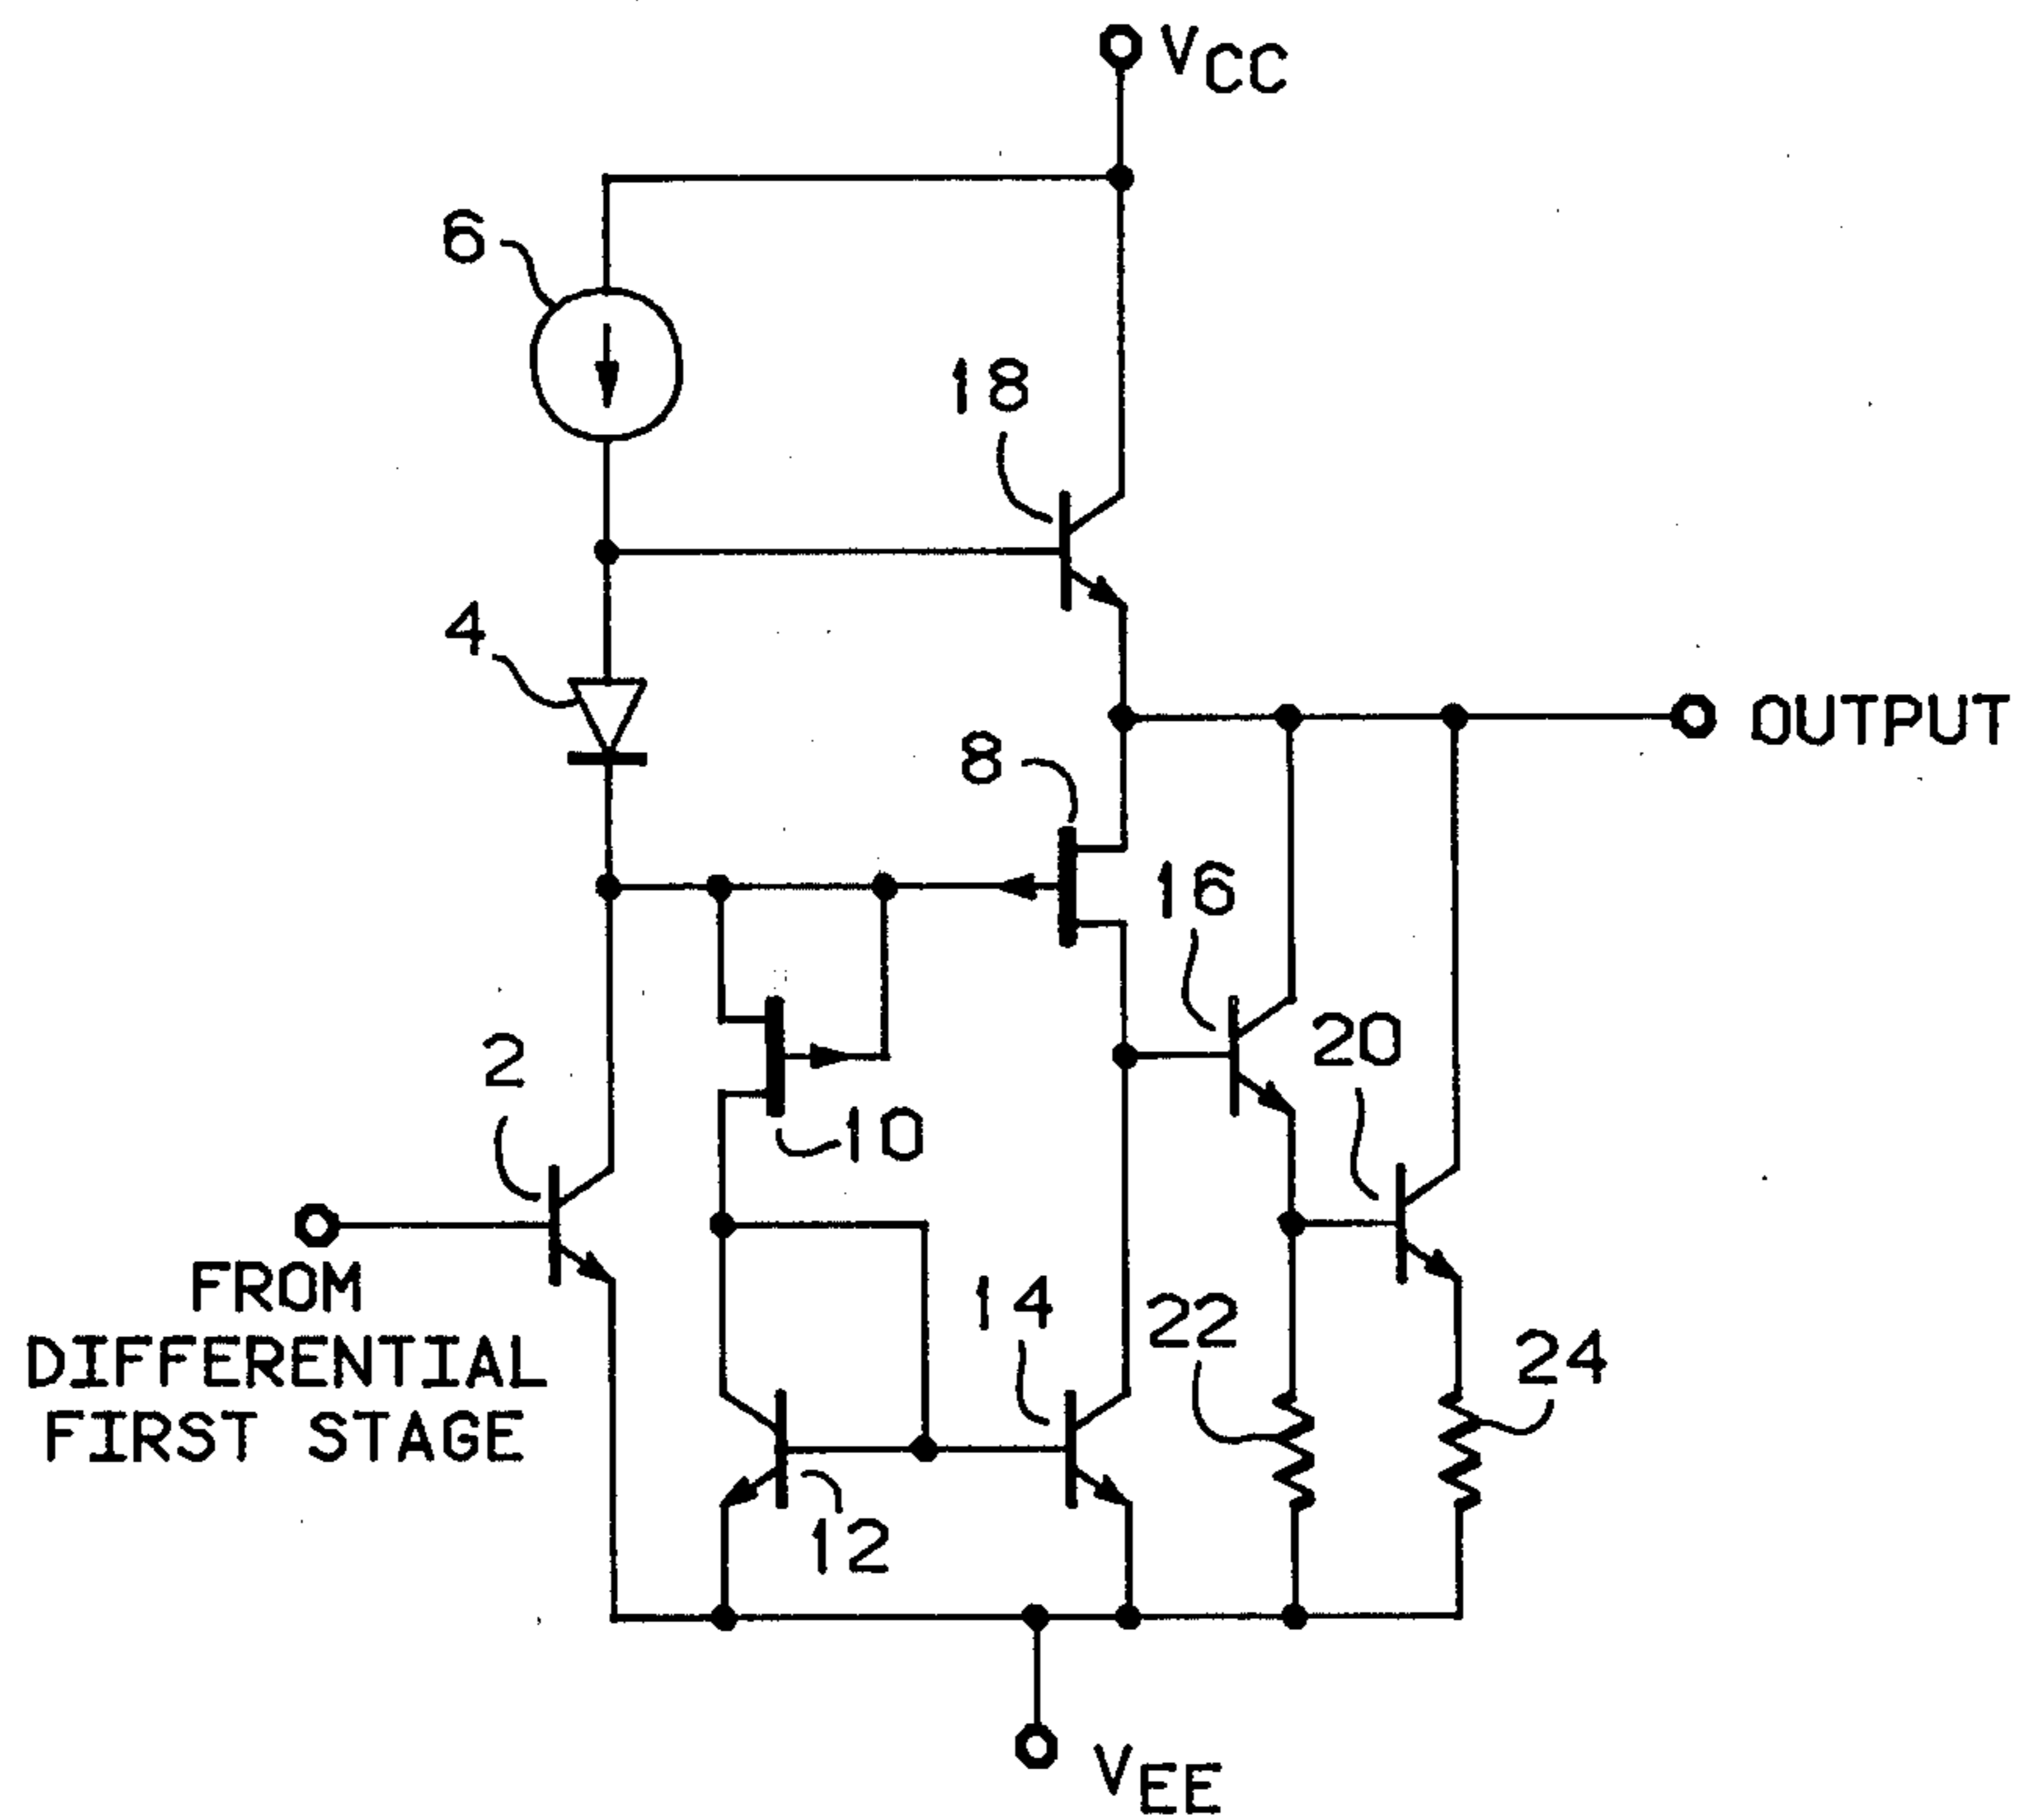 VCC
6
18
4
OUTPUT
8
16
20
2
10
FROM
DIFFERENTIAL
FIRST STAGE
14
22
24
12
VEE